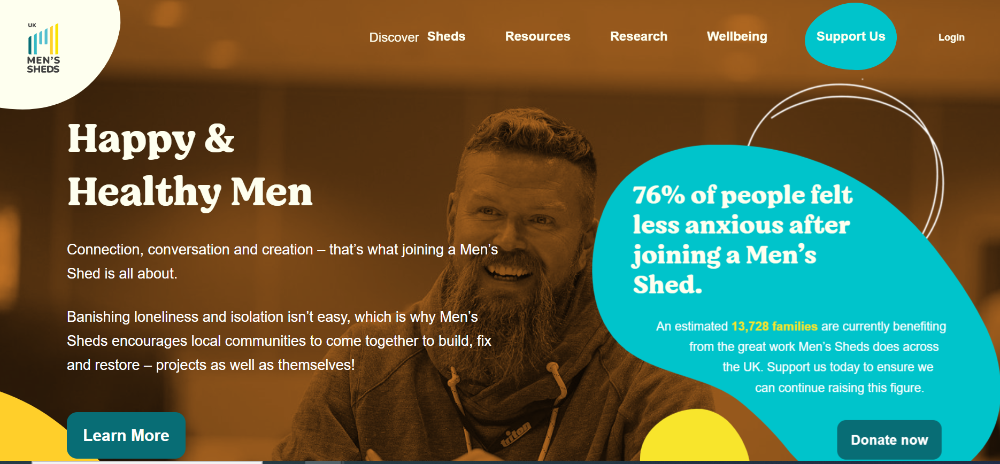 UK
MEN'S
SHEDS
Discover Sheds Resources Research Wellbeing Support Us Login
Happy &
Healthy Men
Connection, conversation and creation – that’s what joining a Men’s
Shed is all about.
Banishing loneliness and isolation isn’t easy, which is why Men’s
Sheds encourages local communities to come together to build, fix
and restore – projects as well as themselves!
Learn More
triton
76% of people felt
less anxious after
joining a Men’s
Shed.
An estimated 13,728 families are currently benefiting
from the great work Men’s Sheds does across
the UK. Support us today to ensure we
can continue raising this figure.
Donate now